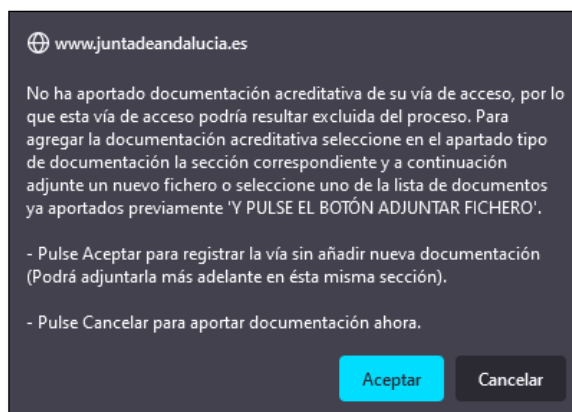 www.juntadeandalucia.es
No ha aportado documentación acreditativa de su vía de acceso, por lo
que esta vía de acceso podría resultar excluida del proceso. Para
agregar la documentación acreditativa seleccione en el apartado tipo
de documentación la sección correspondiente y a continuación
adjunte un nuevo fichero o seleccione uno de la lista de documentos
ya aportados previamente 'Y PULSE EL BOTÓN ADJUNTAR FICHERO'.
- Pulse Aceptar para registrar la vía sin añadir nueva documentación
(Podrá adjuntarla más adelante en ésta misma sección).
- Pulse Cancelar para aportar documentación ahora.
Aceptar Cancelar